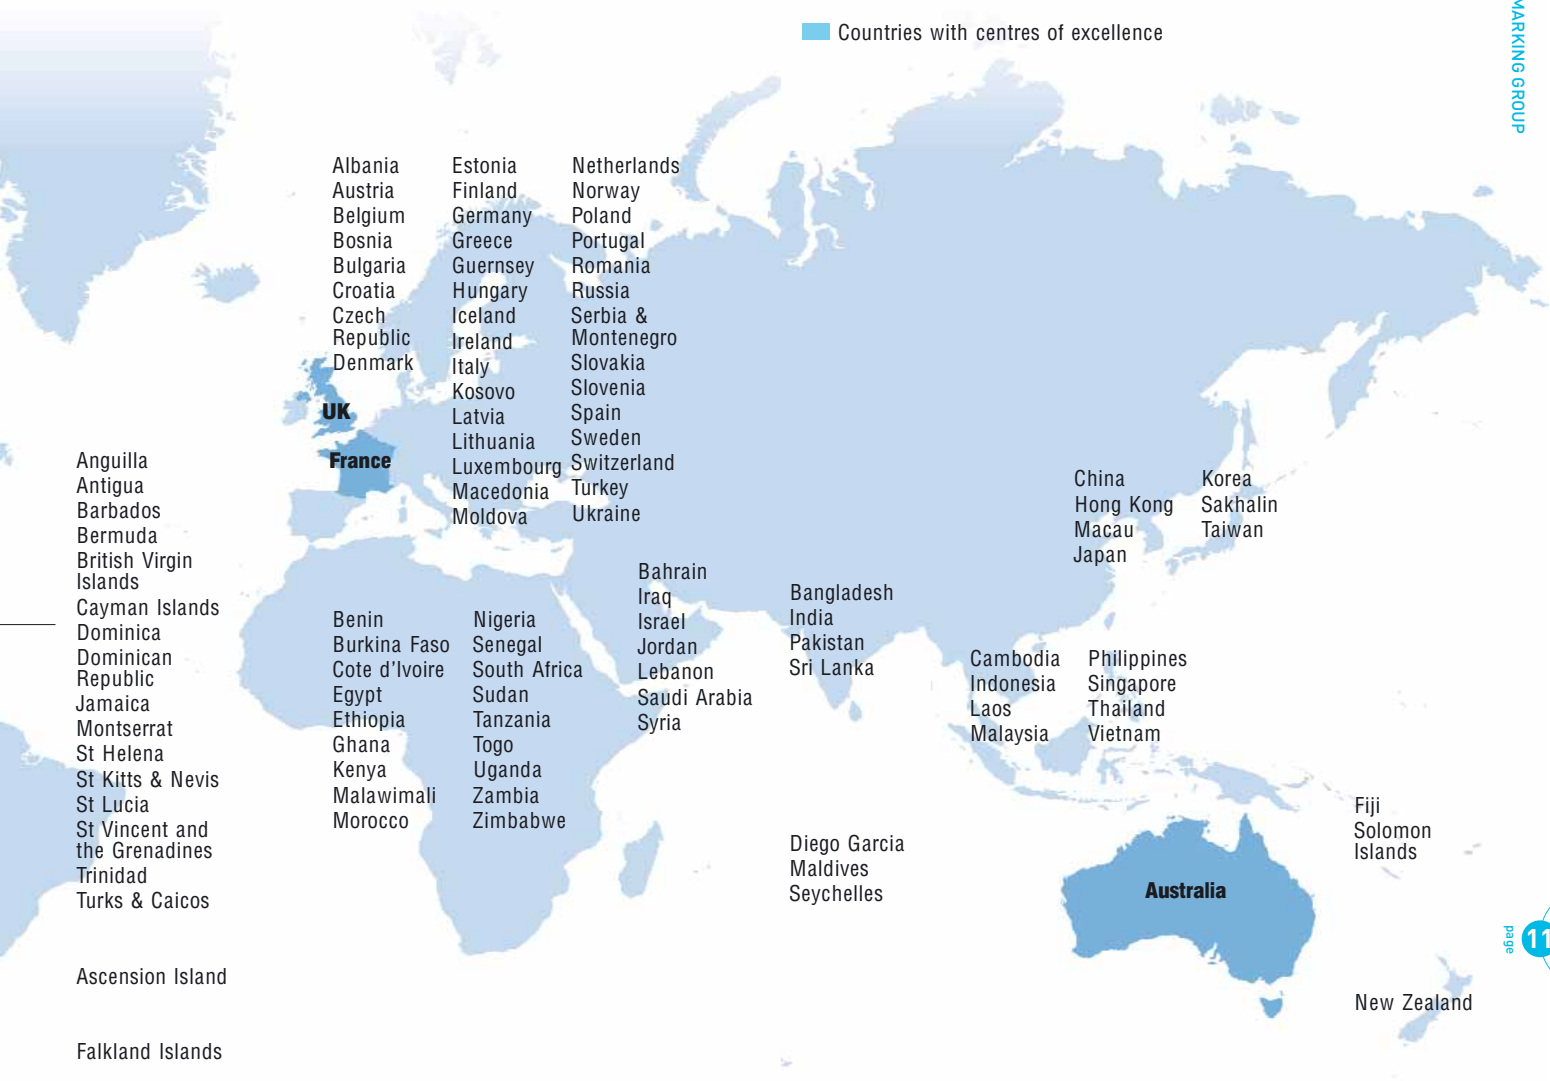 Countries with centres of excellence
MARKING GROUP
Albania
Austria
Belgium
Bosnia
Bulgaria
Croatia
Czech
Republic
Denmark
Estonia
Finland
Germany
Greece
Guernsey
Hungary
Iceland
Ireland
Italy
Kosovo
Latvia
Lithuania
Luxembourg
Macedonia
Moldova
Netherlands
Norway
Poland
Portugal
Romania
Russia
Serbia &
Montenegro
Slovakia
Slovenia
Spain
Sweden
Switzerland
Turkey
Ukraine
UK
France
Anguilla
Antigua
Barbados
Bermuda
British Virgin
Islands
Cayman Islands
Dominica
Dominican
Republic
Jamaica
Montserrat
St Helena
St Kitts & Nevis
St Lucia
St Vincent and
the Grenadines
Trinidad
Turks & Caicos
Ascension Island
Falkland Islands
Benin
Burkina Faso
Cote d'Ivoire
Egypt
Ethiopia
Ghana
Kenya
Malawimali
Morocco
Nigeria
Senegal
South Africa
Sudan
Tanzania
Togo
Uganda
Zambia
Zimbabwe
Bahrain
Iraq
Israel
Jordan
Lebanon
Saudi Arabia
Syria
Bangladesh
India
Pakistan
Sri Lanka
Diego Garcia
Maldives
Seychelles
China
Hong Kong
Macau
Japan
Korea
Sakhalin
Taiwan
Cambodia
Indonesia
Laos
Malaysia
Philippines
Singapore
Thailand
Vietnam
Australia
Fiji
Solomon
Islands
New Zealand
page
11